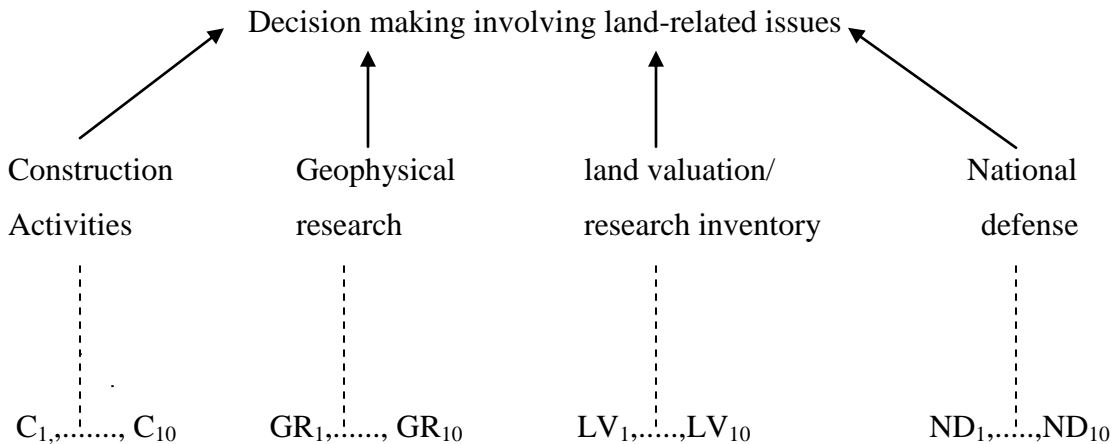 Decision making involving land-related issues
Construction Geophysical land valuation/ National
Activities research research inventory defense
C₁,,......., C₁₀ GR₁,......, GR₁₀ LV₁,.....,LV₁₀ ND₁,.....,ND₁₀